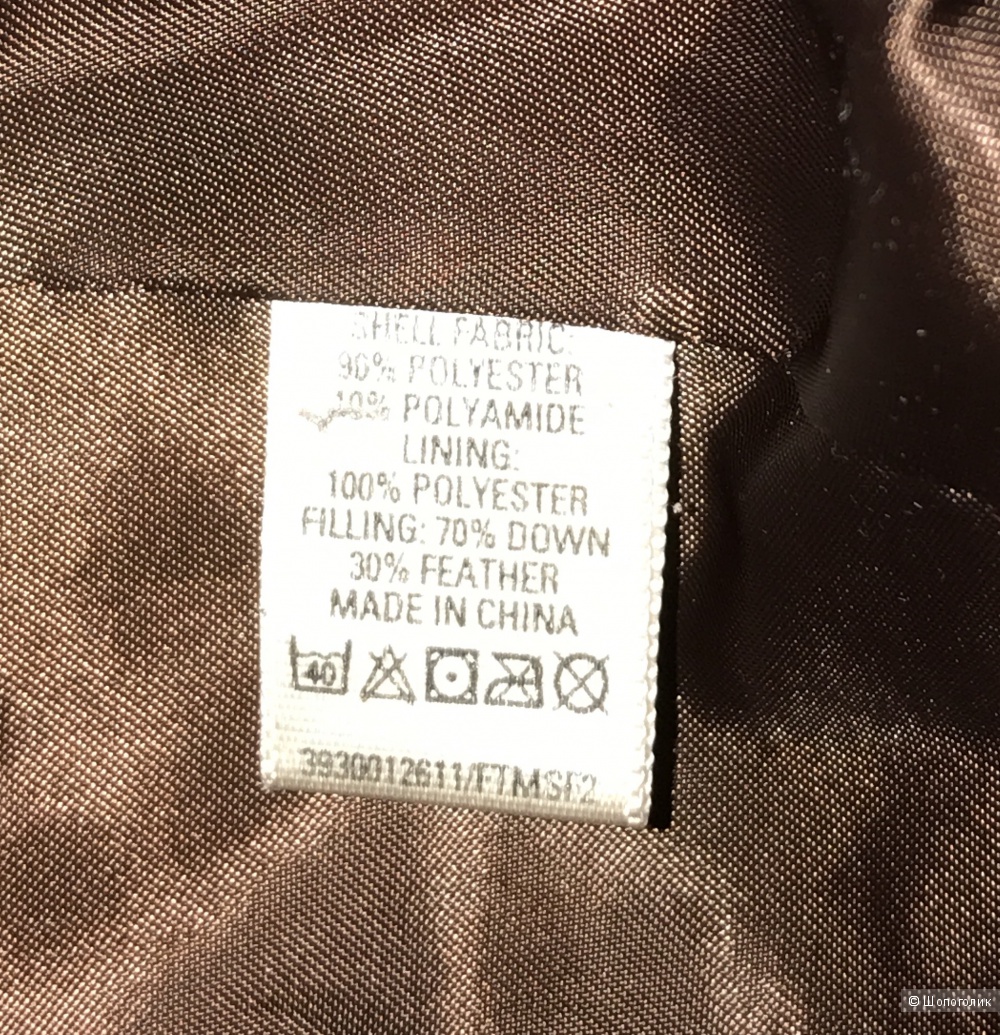 SHELL FABRIC:
90% POLYESTER
10% POLYAMIDE
LINING:
100% POLYESTER
FILLING: 70% DOWN
30% FEATHER
MADE IN CHINA
40
3930012611/FTMSF2
© Шопоголик